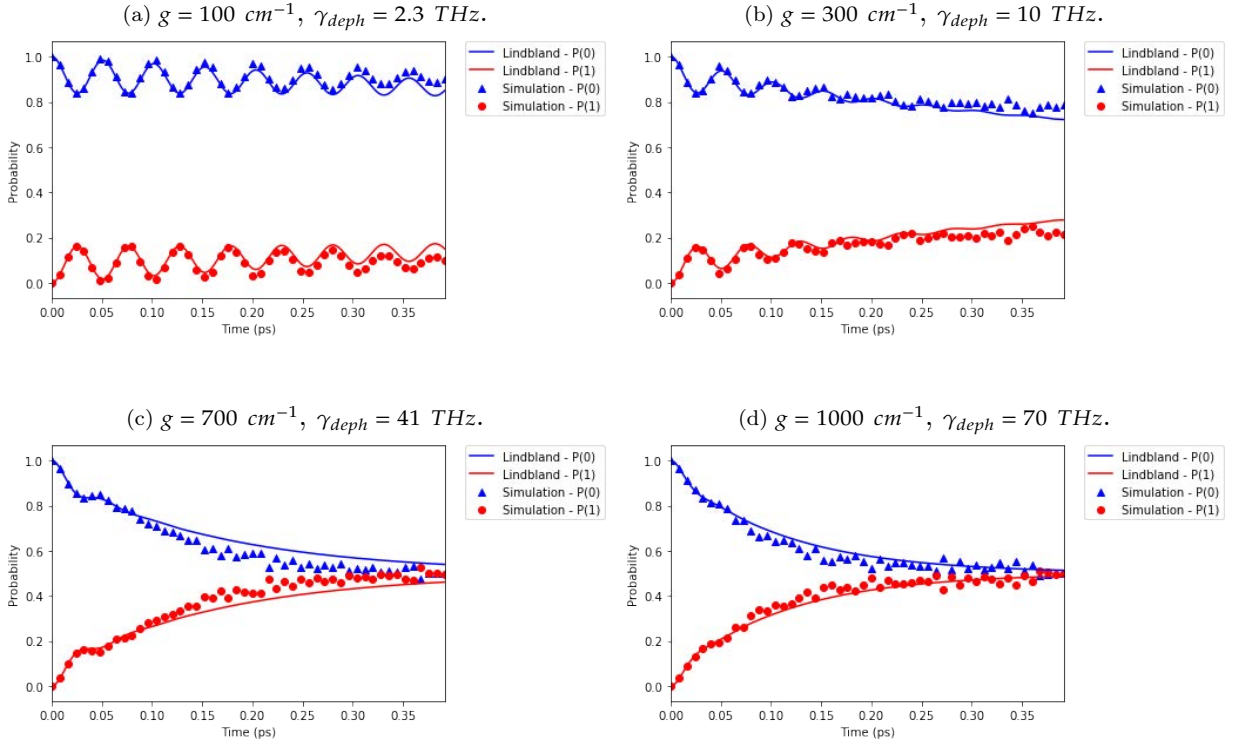 (a) g = 100 cm⁻¹, γdeph = 2.3 THz.
1.0
0.8
0.6
0.4
0.2
0.0
Probability
0.00 0.05 0.10 0.15 0.20 0.25 0.30 0.35
Time (ps)
Lindbland - P(0)
Lindbland - P(1)
Simulation - P(0)
Simulation - P(1)
(b) g = 300 cm⁻¹, γdeph = 10 THz.
1.0
0.8
0.6
0.4
0.2
0.0
Probability
0.00 0.05 0.10 0.15 0.20 0.25 0.30 0.35
Time (ps)
Lindbland - P(0)
Lindbland - P(1)
Simulation - P(0)
Simulation - P(1)
(c) g = 700 cm⁻¹, γdeph = 41 THz.
1.0
0.8
0.6
0.4
0.2
0.0
Probability
0.00 0.05 0.10 0.15 0.20 0.25 0.30 0.35
Time (ps)
Lindbland - P(0)
Lindbland - P(1)
Simulation - P(0)
Simulation - P(1)
(d) g = 1000 cm⁻¹, γdeph = 70 THz.
1.0
0.8
0.6
0.4
0.2
0.0
Probability
0.00 0.05 0.10 0.15 0.20 0.25 0.30 0.35
Time (ps)
Lindbland - P(0)
Lindbland - P(1)
Simulation - P(0)
Simulation - P(1)